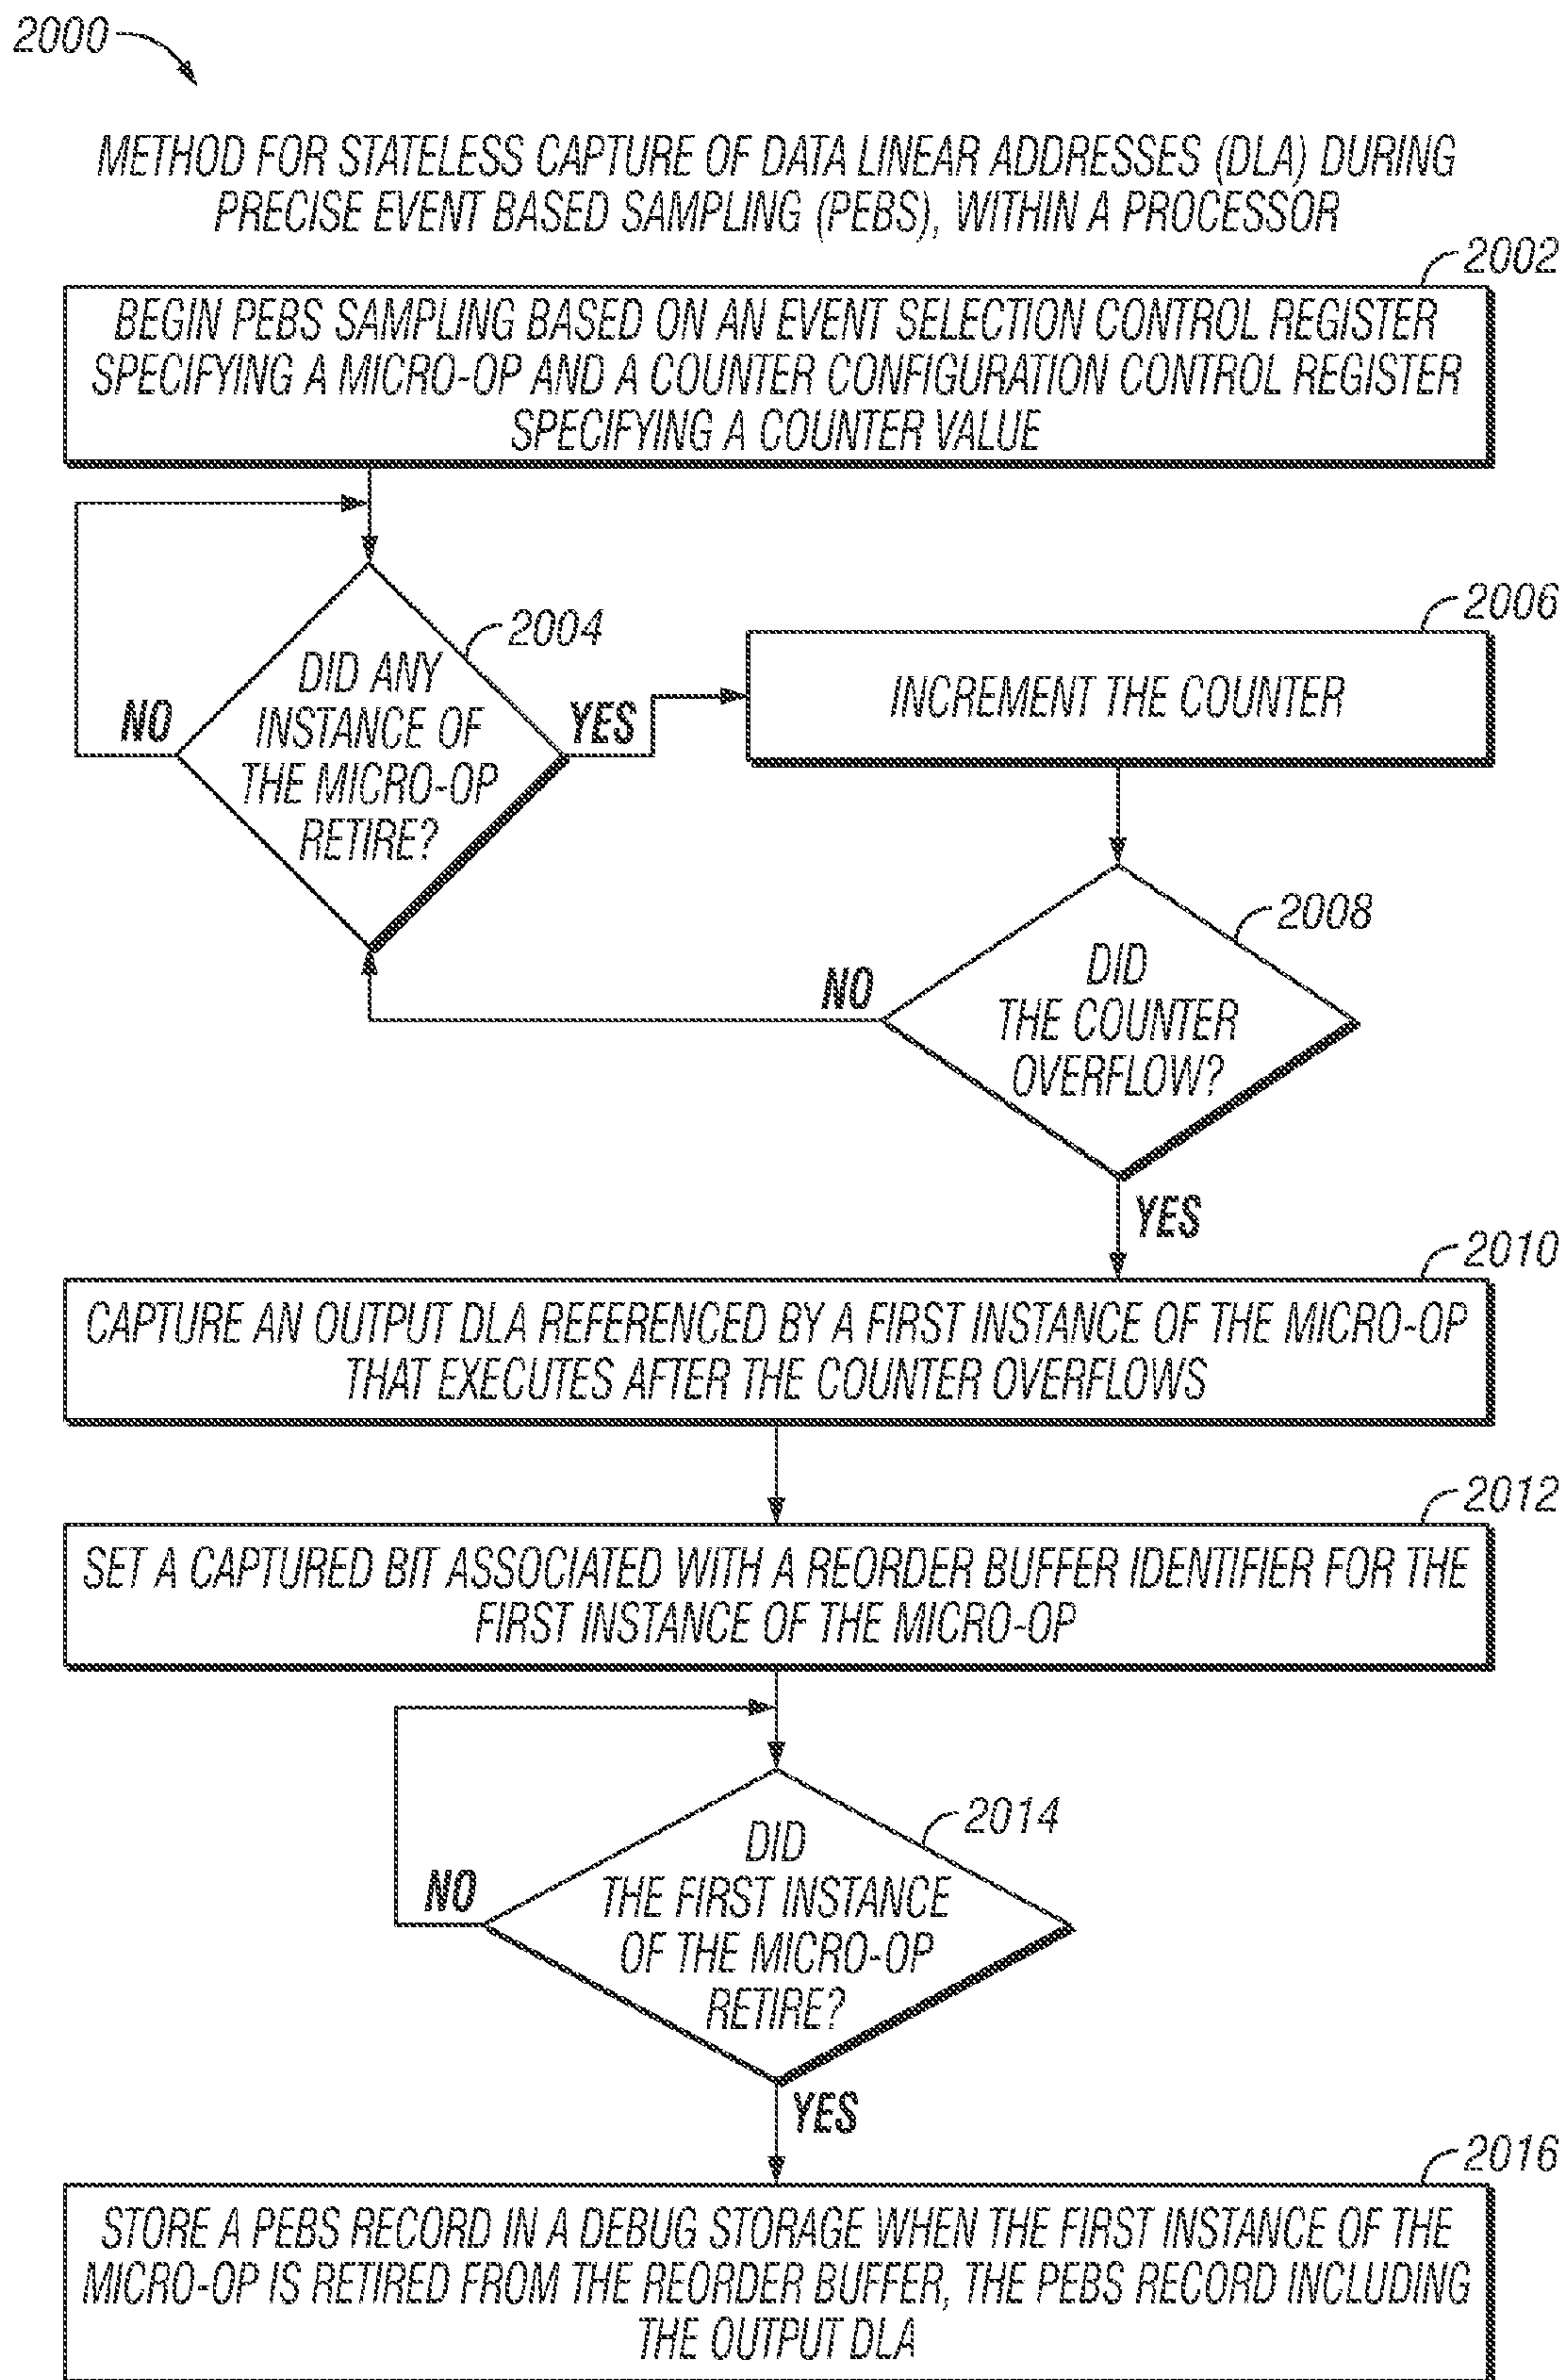 2000
METHOD FOR STATELESS CAPTURE OF DATA LINEAR ADDRESSES (DLA) DURING
PRECISE EVENT BASED SAMPLING (PEBS), WITHIN A PROCESSOR
2002
BEGIN PEBS SAMPLING BASED ON AN EVENT SELECTION CONTROL REGISTER
SPECIFYING A MICRO-OP AND A COUNTER CONFIGURATION CONTROL REGISTER
SPECIFYING A COUNTER VALUE
2004
DID ANY
INSTANCE OF
THE MICRO-OP
RETIRE?
NO
YES
2006
INCREMENT THE COUNTER
2008
DID
THE COUNTER
OVERFLOW?
NO
YES
2010
CAPTURE AN OUTPUT DLA REFERENCED BY A FIRST INSTANCE OF THE MICRO-OP
THAT EXECUTES AFTER THE COUNTER OVERFLOWS
2012
SET A CAPTURED BIT ASSOCIATED WITH A REORDER BUFFER IDENTIFIER FOR THE
FIRST INSTANCE OF THE MICRO-OP
2014
DID
THE FIRST INSTANCE
OF THE MICRO-OP
RETIRE?
NO
YES
2016
STORE A PEBS RECORD IN A DEBUG STORAGE WHEN THE FIRST INSTANCE OF THE
MICRO-OP IS RETIRED FROM THE REORDER BUFFER, THE PEBS RECORD INCLUDING
THE OUTPUT DLA